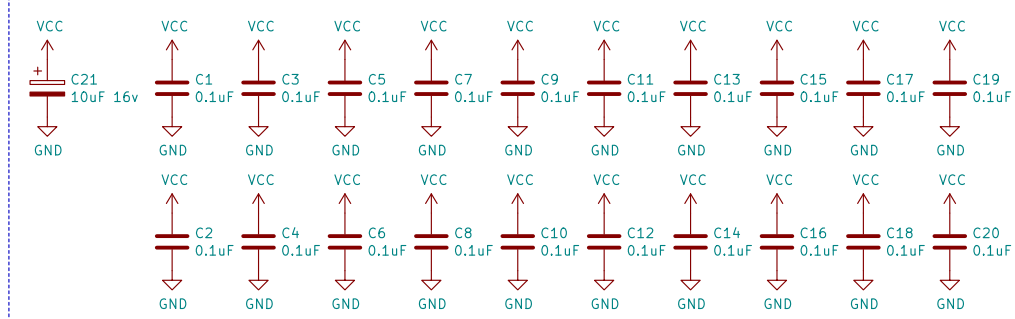 VCC VCC VCC VCC VCC VCC VCC VCC VCC VCC VCC
+ C21 C1 C3 C5 C7 C9 C11 C13 C15 C17 C19
10uF 16v 0.1uF 0.1uF 0.1uF 0.1uF 0.1uF 0.1uF 0.1uF 0.1uF 0.1uF 0.1uF
GND GND GND GND GND GND GND GND GND GND GND
VCC VCC VCC VCC VCC VCC VCC VCC VCC VCC
C2 C4 C6 C8 C10 C12 C14 C16 C18 C20
0.1uF 0.1uF 0.1uF 0.1uF 0.1uF 0.1uF 0.1uF 0.1uF 0.1uF 0.1uF
GND GND GND GND GND GND GND GND GND GND